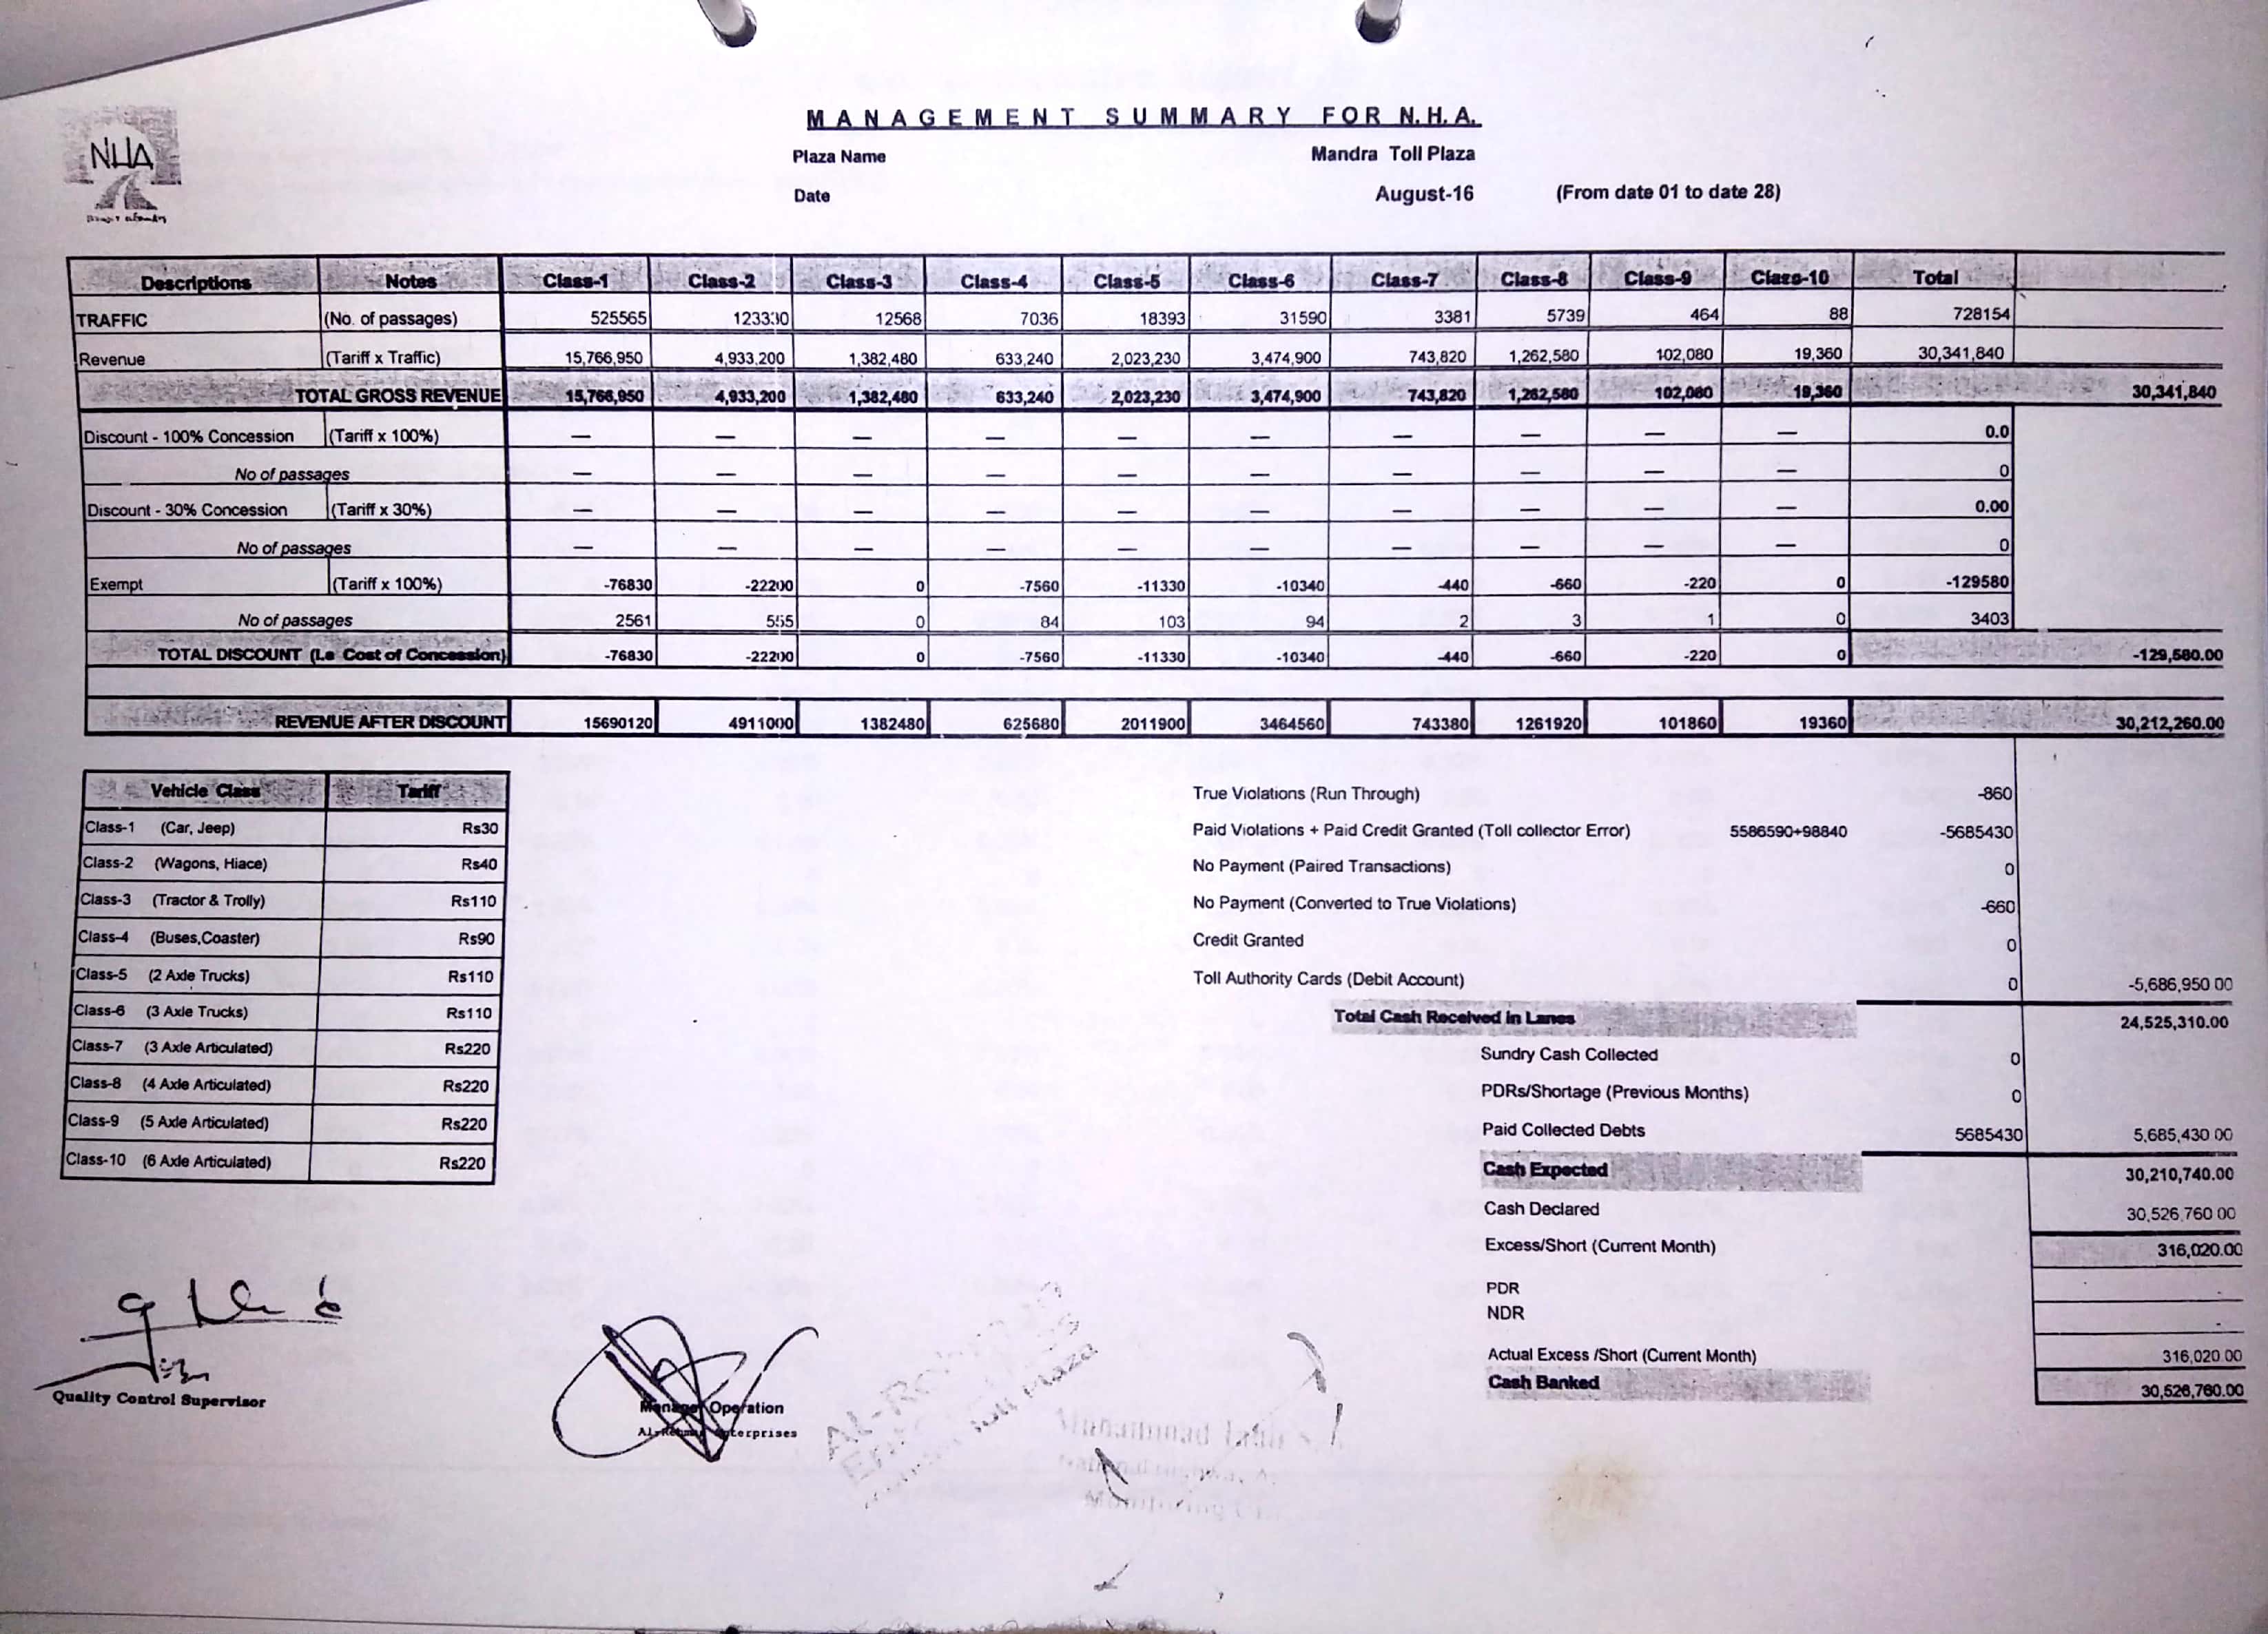 MANAGEMENT SUMMARY FOR N.H.A.
Plaza Name Mandra Toll Plaza
Date August-16 (From date 01 to date 28)
NHA
Descriptions Notes Class-1 Class-2 Class-3 Class-4 Class-5 Class-6 Class-7 Class-8 Class-9 Class-10 Total
TRAFFIC (No. of passages) 525565 123330 12568 7036 18393 31590 3381 5739 464 88 728154
Revenue (Tariff x Traffic) 15,766,950 4,933,200 1,382,480 633,240 2,023,230 3,474,900 743,820 1,262,580 102,080 19,360 30,341,840
TOTAL GROSS REVENUE 15,766,950 4,933,200 1,382,480 633,240 2,023,230 3,474,900 743,820 1,262,580 102,080 19,360 30,341,840
Discount - 100% Concession (Tariff x 100%) — — — — — — — — — — 0.0
No of passages — — — — — — — — — — 0
Discount - 30% Concession (Tariff x 30%) — — — — — — — — — — 0.00
No of passages — — — — — — — — — — 0
Exempt (Tariff x 100%) -76830 -22200 0 -7560 -11330 -10340 -440 -660 -220 0 -129580
No of passages 2561 555 0 84 103 94 2 3 1 0 3403
TOTAL DISCOUNT (I.e Cost of Concession) -76830 -22200 0 -7560 -11330 -10340 -440 -660 -220 0 -129,580.00
REVENUE AFTER DISCOUNT 15690120 4911000 1382480 625680 2011900 3464560 743380 1261920 101860 19360 30,212,260.00
Vehicle Class Tariff
Class-1 (Car, Jeep) Rs30
Class-2 (Wagons, Hiace) Rs40
Class-3 (Tractor & Trolly) Rs110
Class-4 (Buses,Coaster) Rs90
Class-5 (2 Axle Trucks) Rs110
Class-6 (3 Axle Trucks) Rs110
Class-7 (3 Axle Articulated) Rs220
Class-8 (4 Axle Articulated) Rs220
Class-9 (5 Axle Articulated) Rs220
Class-10 (6 Axle Articulated) Rs220
True Violations (Run Through) -860
Paid Violations + Paid Credit Granted (Toll collector Error) 5586590+98840 -5685430
No Payment (Paired Transactions) 0
No Payment (Converted to True Violations) -660
Credit Granted 0
Toll Authority Cards (Debit Account) 0 -5,686,950 00
Total Cash Received in Lanes 24,525,310.00
Sundry Cash Collected 0
PDRs/Shortage (Previous Months) 0
Paid Collected Debts 5685430 5,685,430 00
Cash Expected 30,210,740.00
Cash Declared 30,526,760 00
Excess/Short (Current Month) 316,020.00
PDR -
NDR -
Actual Excess /Short (Current Month) 316,020.00
Cash Banked 30,526,760.00
Quality Control Supervisor
Manager Operation
Al-Rehman Enterprises
Toll Plaza
Muhammad